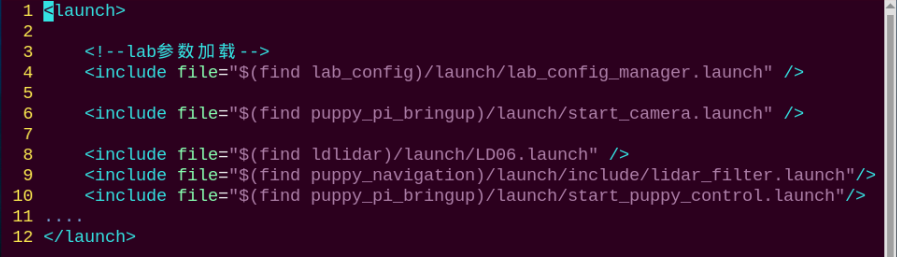 1 <launch>
2
3 <!--lab参数加载-->
4 <include file="$(find lab_config)/launch/lab_config_manager.launch" />
5
6 <include file="$(find puppy_pi_bringup)/launch/start_camera.launch" />
7
8 <include file="$(find ldlidar)/launch/LD06.launch" />
9 <include file="$(find puppy_navigation)/launch/include/lidar_filter.launch"/>
10 <include file="$(find puppy_pi_bringup)/launch/start_puppy_control.launch"/>
11 ....
12 </launch>